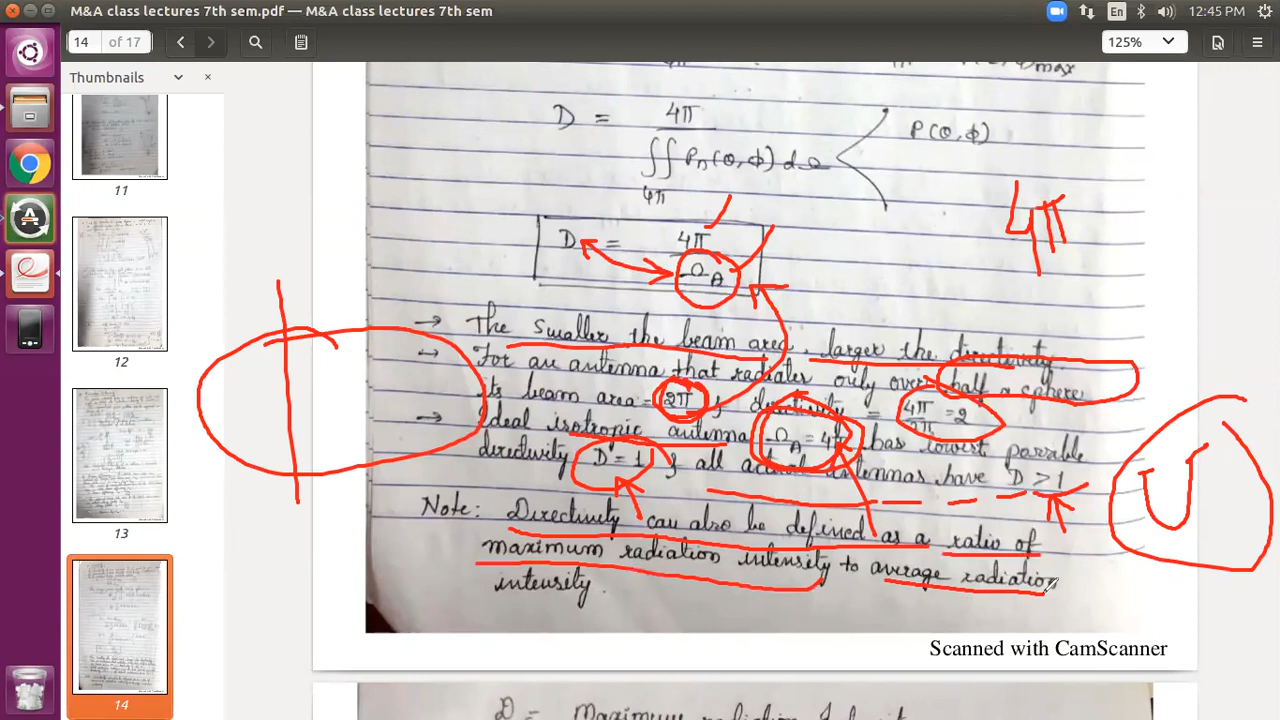 M&A class lectures 7th sem.pdf — M&A class lectures 7th sem
En
12:45 PM
14 of 17
125%
Thumbnails
11
12
13
14
max
D = 4π
∬ Pn(θ,φ) dΩ
4π
P(θ,φ)
4π
D = 4π
ΩA
→ The smaller the beam area, larger the directivity.
→ For an antenna that radiates only over half a sphere
its beam area = 2π & directivity = 4π/2π = 2
→ Ideal isotropic antenna ΩA = 4π has lowest possible
directivity D = 1 & all actual antennas have D > 1
U
Note: Directivity can also be defined as a ratio of
maximum radiation intensity to average radiation
intensity.
Scanned with CamScanner
D = Maximum radiation